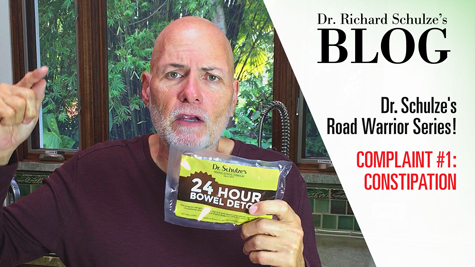 Dr. Richard Schulze's
BLOG
Dr. Schulze's
Road Warrior Series!
COMPLAINT #1:
CONSTIPATION
Dr. Schulze's
24 HOUR
BOWEL DETOX